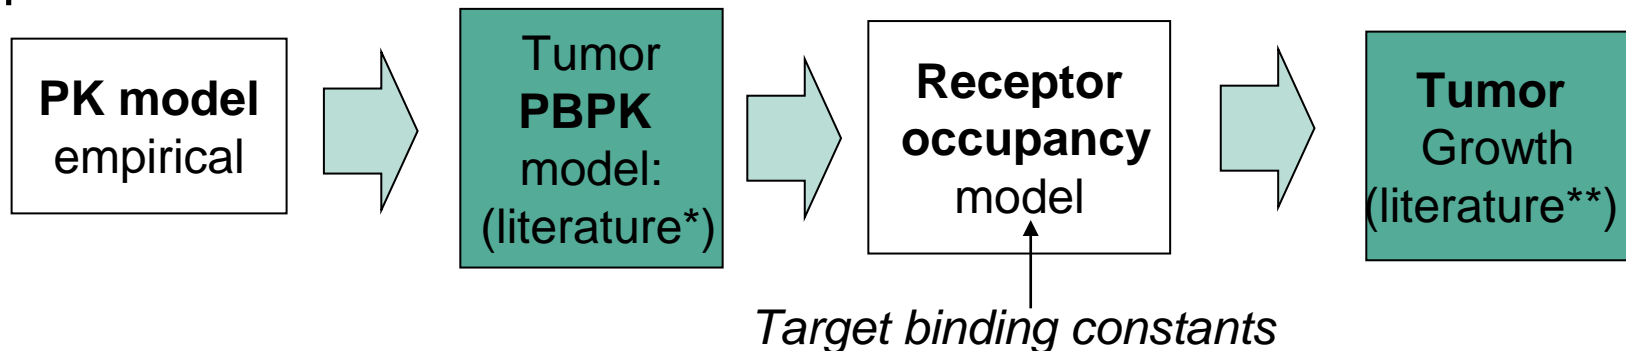 PK model
empirical
Tumor
PBPK
model:
(literature*)
Receptor
occupancy
model
Tumor
Growth
(literature**)
Target binding constants